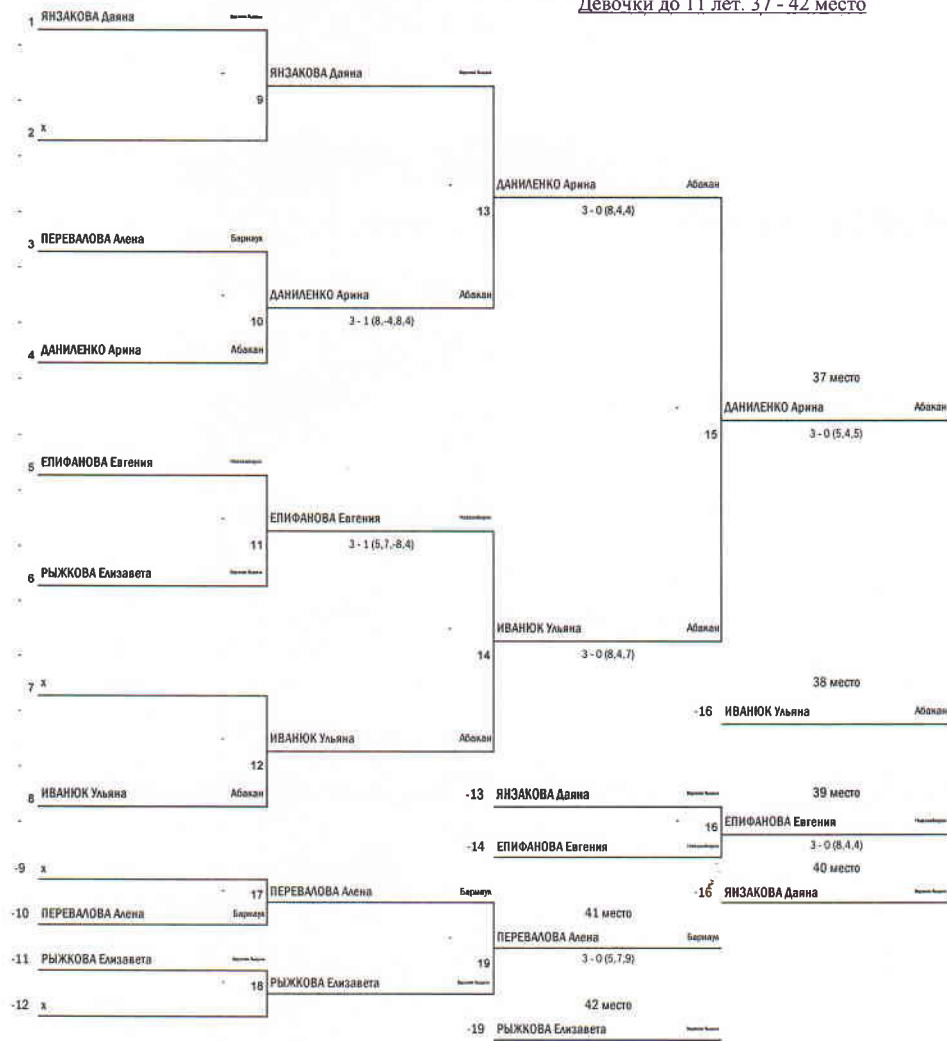 Девочки до 11 лет. 37 - 42 место
1 ЯНЗАКОВА Даяна
ЯНЗАКОВА Даяна
9
2 x
ДАНИЛЕНКО Арина Абакан
13 3 - 0 (8,4,4)
3 ПЕРЕВАЛОВА Алена Барнаул
ДАНИЛЕНКО Арина Абакан
10 3 - 1 (8,-4,8,4)
4 ДАНИЛЕНКО Арина Абакан
37 место
ДАНИЛЕНКО Арина Абакан
15 3 - 0 (5,4,5)
5 ЕПИФАНОВА Евгения
ЕПИФАНОВА Евгения
11 3 - 1 (5,7,-8,4)
6 РЫЖКОВА Елизавета
ИВАНЮК Ульяна Абакан
14 3 - 0 (8,4,7)
7 x
38 место
-16 ИВАНЮК Ульяна Абакан
ИВАНЮК Ульяна Абакан
12
8 ИВАНЮК Ульяна Абакан
-13 ЯНЗАКОВА Даяна
39 место
16 ЕПИФАНОВА Евгения
-14 ЕПИФАНОВА Евгения
3 - 0 (8,4,4)
-9 x
40 место
17 ПЕРЕВАЛОВА Алена Барнаул
-16 ЯНЗАКОВА Даяна
-10 ПЕРЕВАЛОВА Алена Барнаул
41 место
ПЕРЕВАЛОВА Алена Барнаул
19 3 - 0 (5,7,9)
-11 РЫЖКОВА Елизавета
18 РЫЖКОВА Елизавета
-12 x
42 место
-19 РЫЖКОВА Елизавета